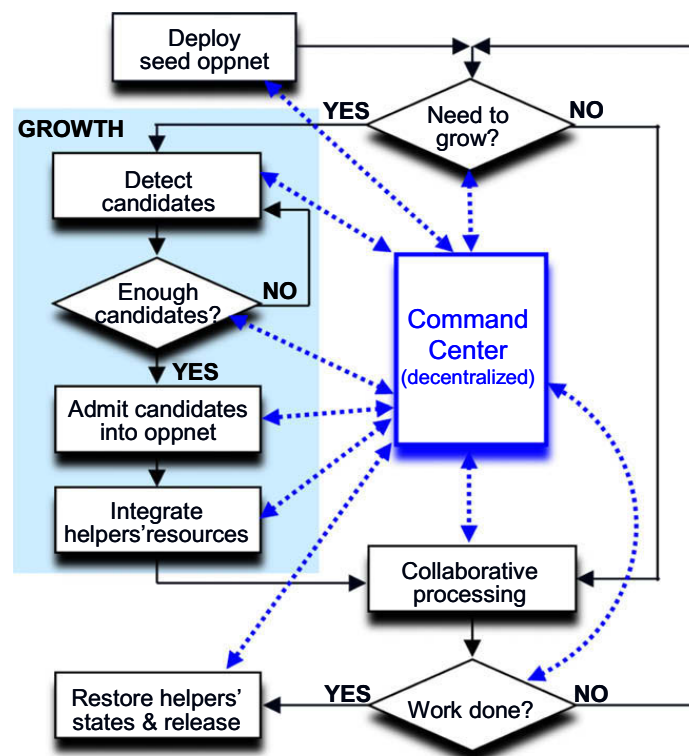 Deploy
seed oppnet
YES
NO
GROWTH
Need to
grow?
Detect
candidates
Enough
candidates?
NO
Command
Center
(decentralized)
YES
Admit candidates
into oppnet
Integrate
helpers'resources
Collaborative
processing
Restore helpers'
states & release
YES
Work done?
NO